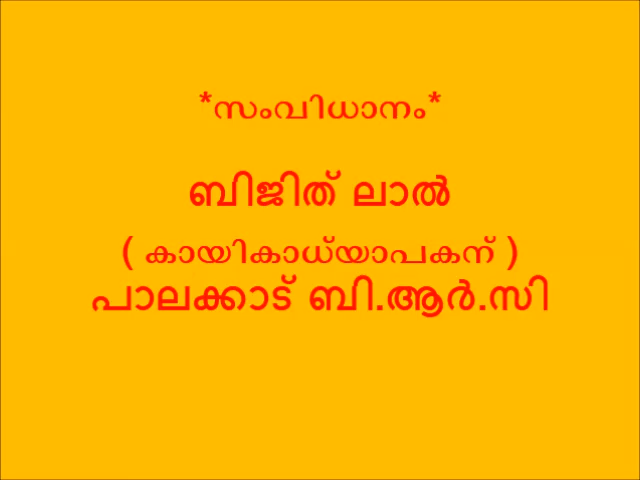 *സംവിധാനം*
ബിജിത് ലാൽ
( കായികാധ്യാപകന് )
പാലക്കാട് ബി.ആർ.സി